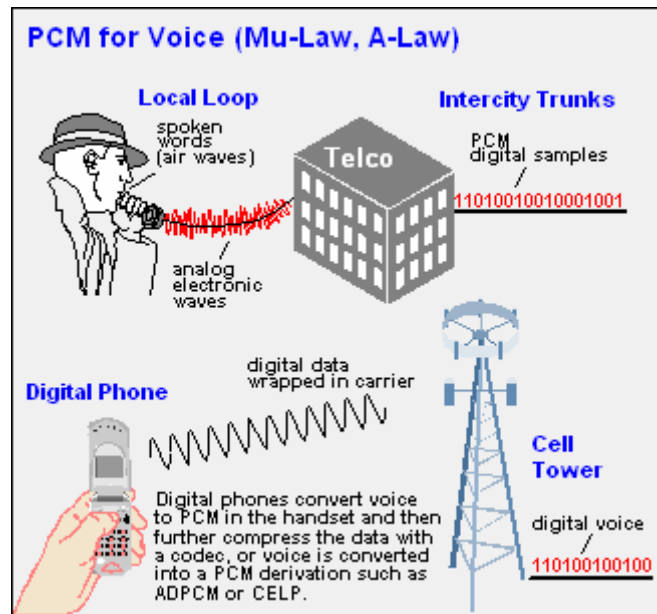 PCM for Voice (Mu-Law, A-Law)
Local Loop
spoken
words
(air waves)
analog
electronic
waves
Telco
Intercity Trunks
PCM
digital samples
11010010010001001
Digital Phone
digital data
wrapped in carrier
Digital phones convert voice
to PCM in the handset and then
further compress the data with
a codec, or voice is converted
into a PCM derivation such as
ADPCM or CELP.
Cell
Tower
digital voice
110100100100